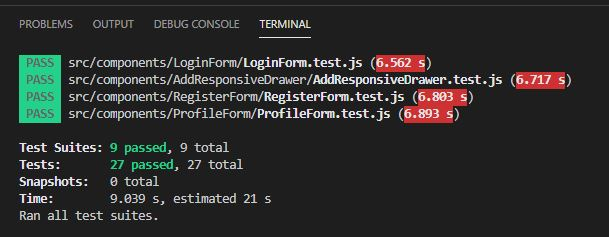 PROBLEMS OUTPUT DEBUG CONSOLE TERMINAL
PASS src/components/LoginForm/LoginForm.test.js (6.562 s)
PASS src/components/AddResponsiveDrawer/AddResponsiveDrawer.test.js (6.717 s)
PASS src/components/RegisterForm/RegisterForm.test.js (6.803 s)
PASS src/components/ProfileForm/ProfileForm.test.js (6.893 s)
Test Suites: 9 passed, 9 total
Tests: 27 passed, 27 total
Snapshots: 0 total
Time: 9.039 s, estimated 21 s
Ran all test suites.